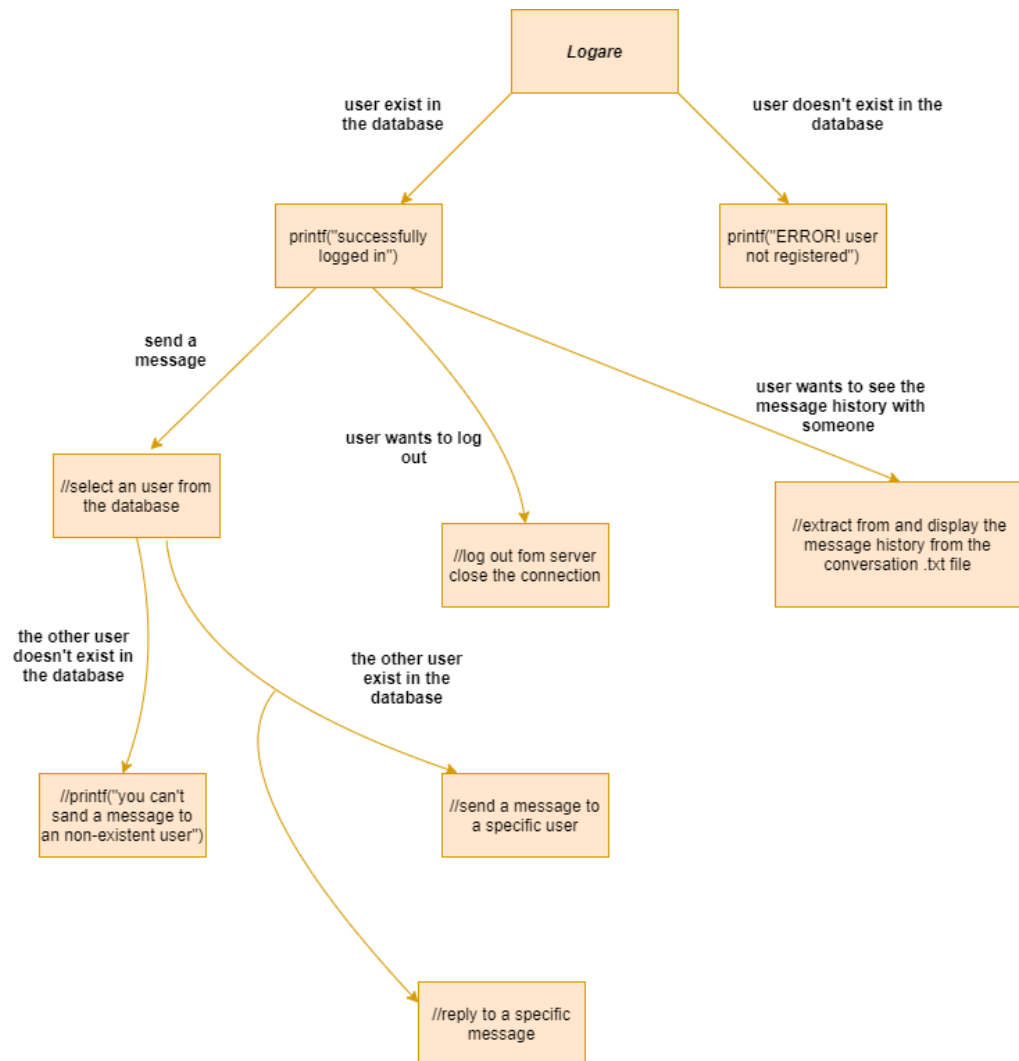 Logare
user exist in
the database
user doesn't exist in the
database
printf("successfully
logged in")
printf("ERROR! user
not registered")
send a
message
user wants to log
out
user wants to see the
message history with
someone
//select an user from
the database
//log out fom server
close the connection
//extract from and display the
message history from the
conversation .txt file
the other user
doesn't exist in
the database
the other user
exist in the
database
//printf("you can't
sand a message to
an non-existent user")
//send a message to
a specific user
//reply to a specific
message